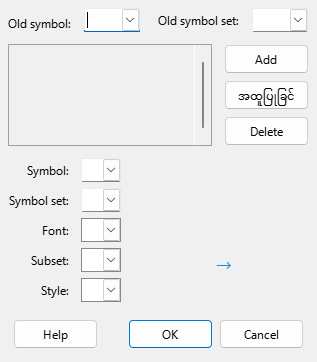 Old symbol: Old symbol set:
Add
အထူးပြုခြင်
Delete
Symbol:
Symbol set:
Font:
Subset:
→
Style:
Help OK Cancel